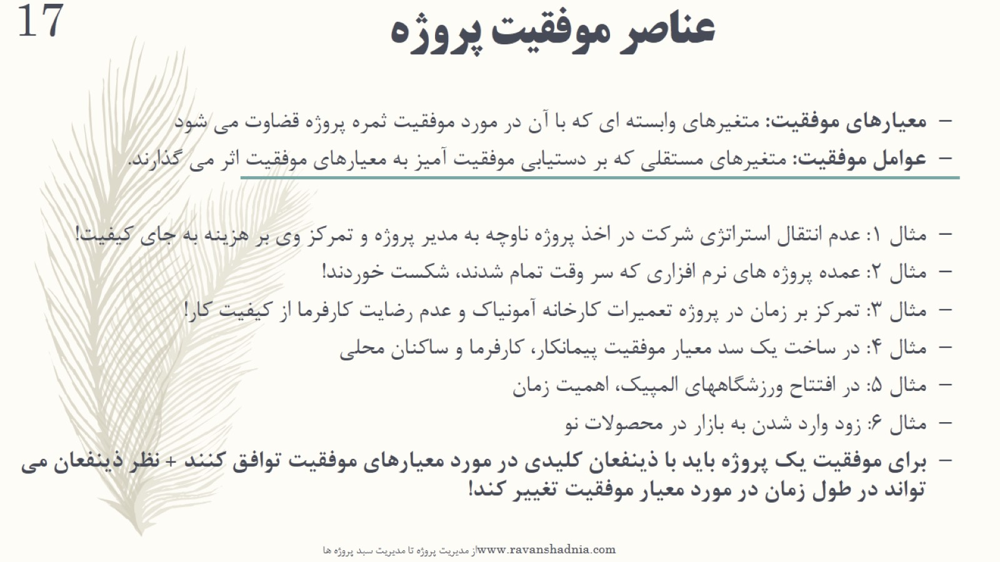 17
عناصر موفقیت پروژه
– معیارهای موفقیت: متغیرهای وابسته ای که با آن در مورد موفقیت ثمره پروژه قضاوت می شود
– عوامل موفقیت: متغیرهای مستقلی که بر دستیابی موفقیت آمیز به معیارهای موفقیت اثر می گذارند.
– مثال ۱: عدم انتقال استراتژی شرکت در اخذ پروژه ناوچه به مدیر پروژه و تمرکز وی بر هزینه به جای کیفیت!
– مثال ۲: عمده پروژه های نرم افزاری که سر وقت تمام شدند، شکست خوردند!
– مثال ۳: تمرکز بر زمان در پروژه تعمیرات کارخانه آمونیاک و عدم رضایت کارفرما از کیفیت کار!
– مثال ۴: در ساخت یک سد معیار موفقیت پیمانکار، کارفرما و ساکنان محلی
– مثال ۵: در افتتاح ورزشگاههای المپیک، اهمیت زمان
– مثال ۶: زود وارد شدن به بازار در محصولات نو
– برای موفقیت یک پروژه باید با ذینفعان کلیدی در مورد معیارهای موفقیت توافق کنند + نظر ذینفعان می
تواند در طول زمان در مورد معیار موفقیت تغییر کند!
www.ravanshadnia.comاز مدیریت پروژه تا مدیریت سبد پروژه ها